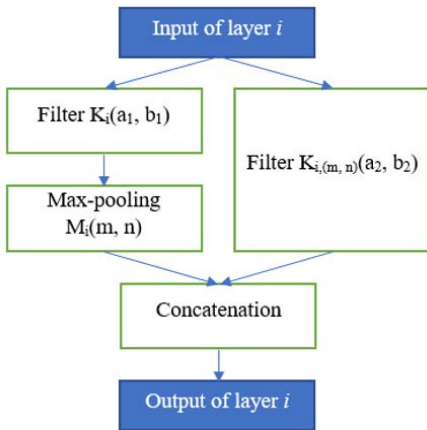 Input of layer i
Filter Kᵢ(a₁, b₁)
Filter Kᵢ,₍ₘ, ₙ₎(a₂, b₂)
Max-pooling
Mᵢ(m, n)
Concatenation
Output of layer i